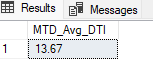 Results Messages
MTD_Avg_DTI
1 13.67